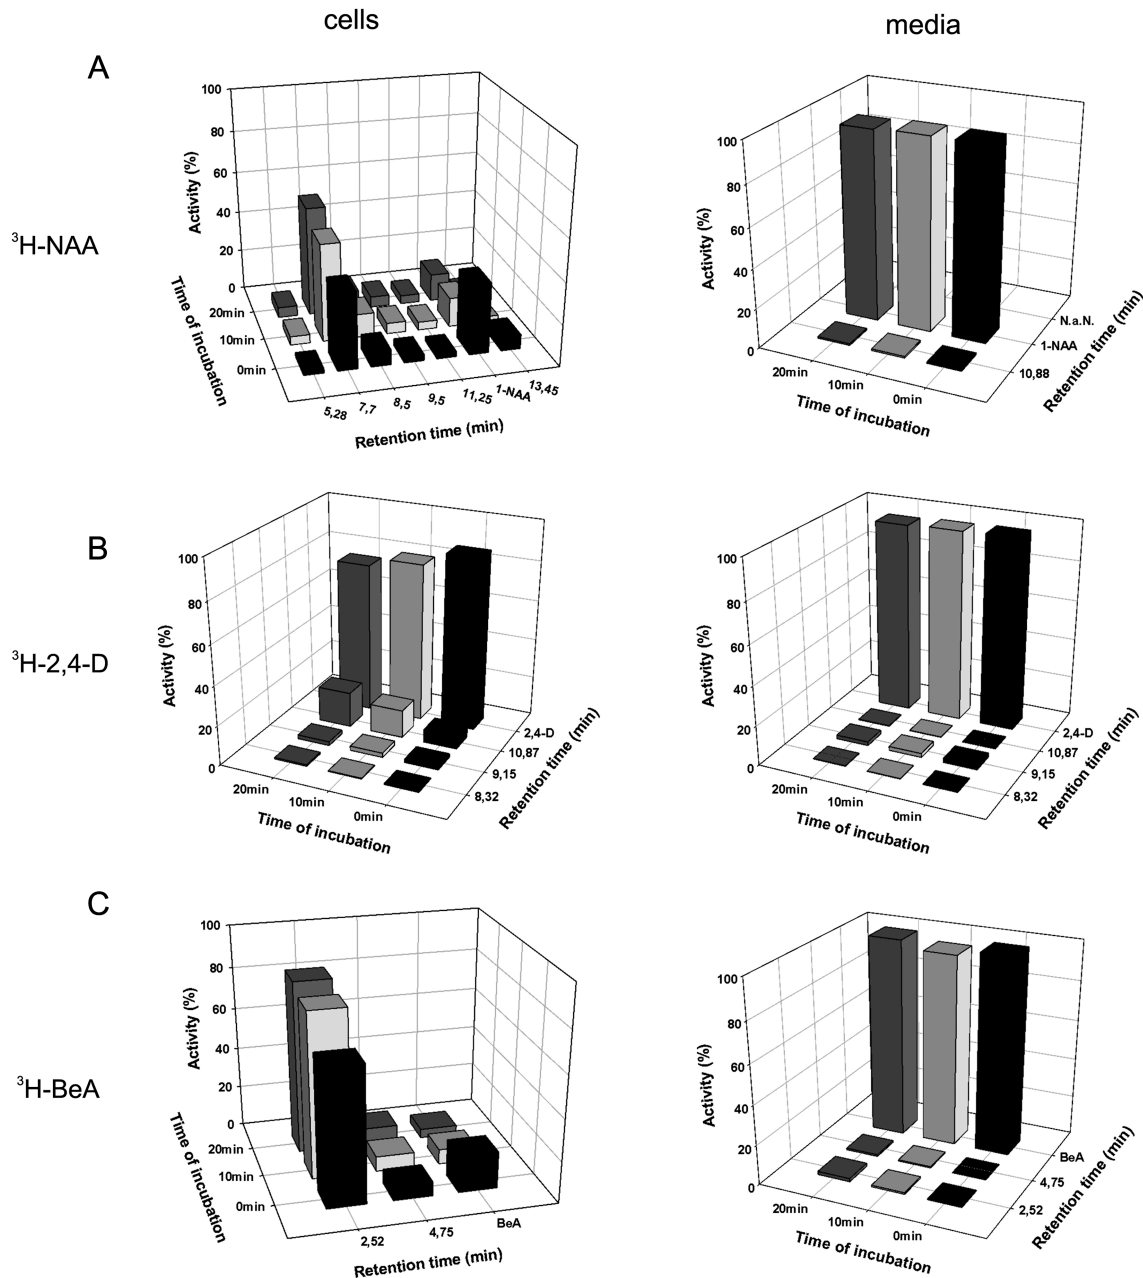 cells
media
A
100
80
60
40
20
0
Activity (%)
20min
10min
0min
Time of incubation
5,28
7,7
8,5
9,5
11,25
1-NAA
13,45
Retention time (min)
³H-NAA
100
80
60
40
20
0
Activity (%)
20min
10min
0min
Time of incubation
N.a.N.
1-NAA
10,88
Retention time (min)
B
100
80
60
40
20
0
Activity (%)
20min
10min
0min
Time of incubation
2,4-D
10,87
9,15
8,32
Retention time (min)
³H-2,4-D
100
80
60
40
20
0
Activity (%)
20min
10min
0min
Time of incubation
2,4-D
10,87
9,15
8,32
Retention time (min)
C
100
80
60
40
20
0
Activity (%)
20min
10min
0min
Time of incubation
2,52
4,75
BeA
Retention time (min)
³H-BeA
100
80
60
40
20
0
Activity (%)
20min
10min
0min
Time of incubation
BeA
4,75
2,52
Retention time (min)